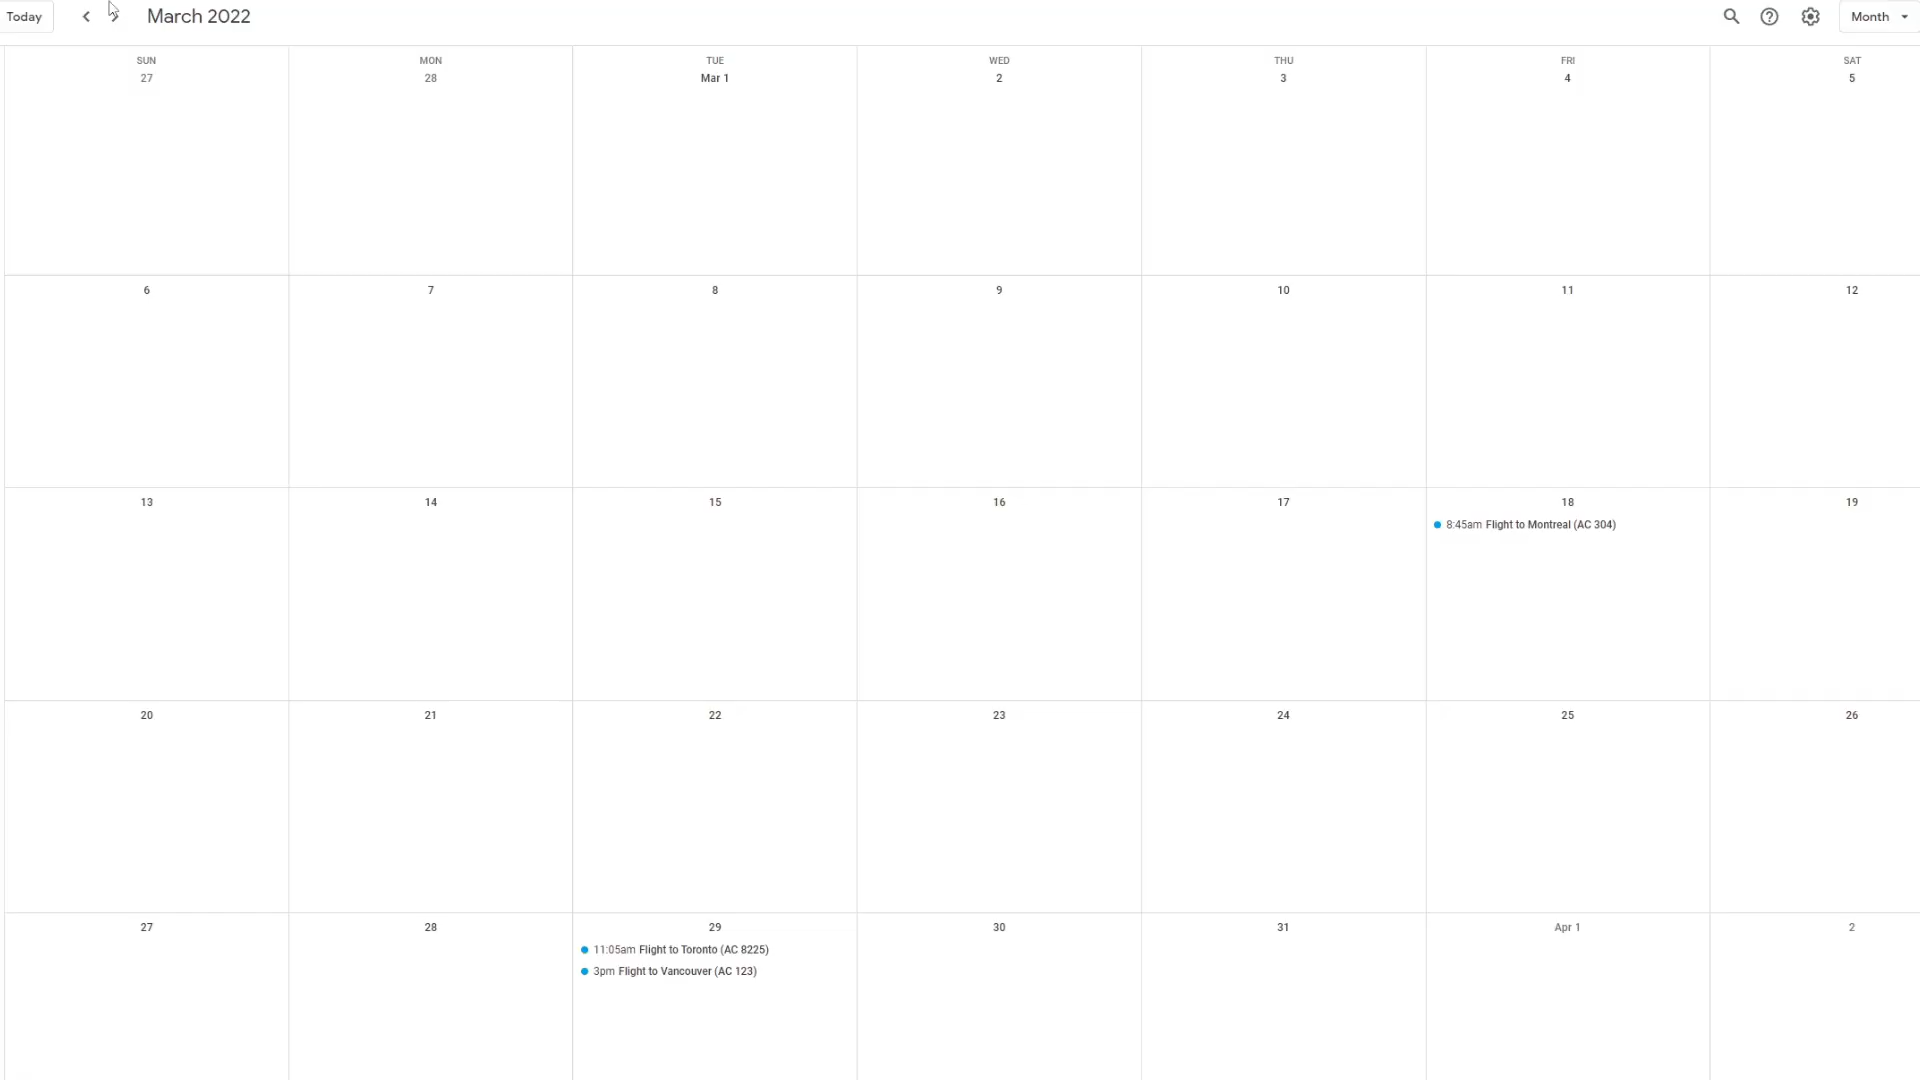 Today
March 2022
Month
SUN MON TUE WED THU FRI SAT
27 28 Mar 1 2 3 4 5
6 7 8 9 10 11 12
13 14 15 16 17 18 19
8:45am Flight to Montreal (AC 304)
20 21 22 23 24 25 26
27 28 29 30 31 Apr 1 2
11:05am Flight to Toronto (AC 8225)
3pm Flight to Vancouver (AC 123)